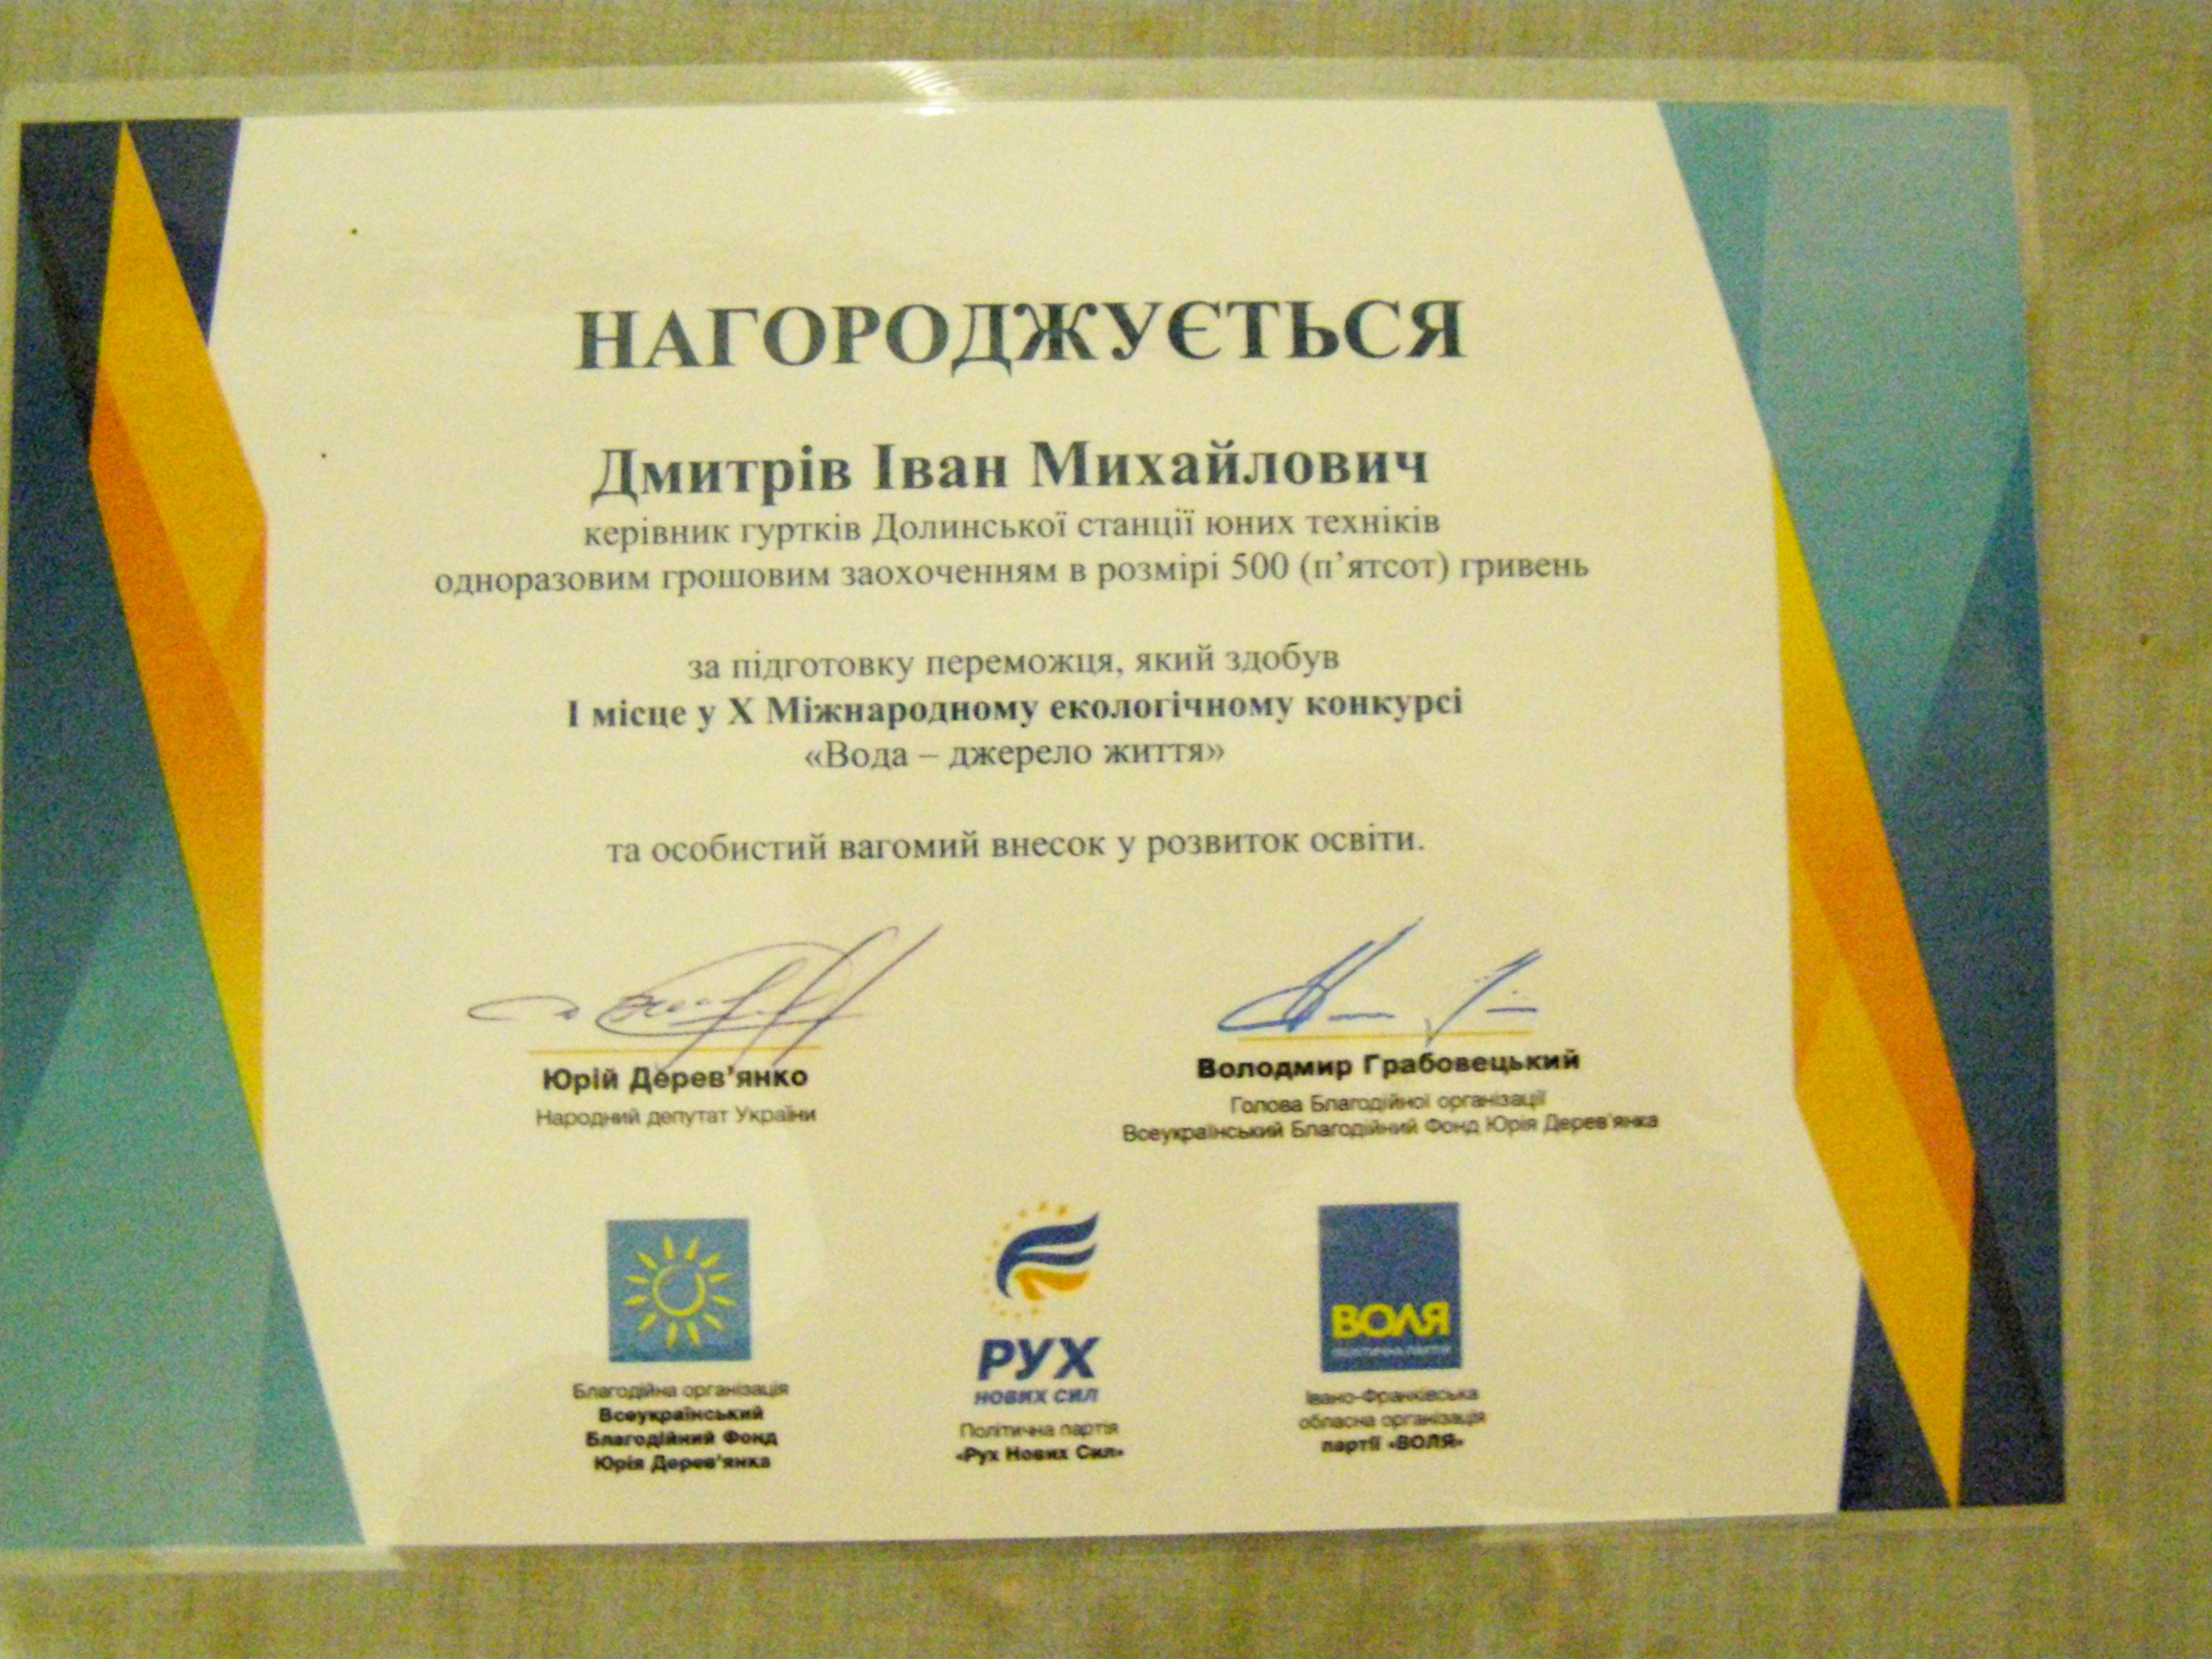 НАГОРОДЖУЄТЬСЯ
Дмитрів Іван Михайлович
керівник гуртків Долинської станції юних техніків
одноразовим грошовим заохоченням в розмірі 500 (п’ятсот) гривень
за підготовку переможця, який здобув
І місце у Х Міжнародному екологічному конкурсі
«Вода – джерело життя»
та особистий вагомий внесок у розвиток освіти.
Юрій Дерев’янко
Народний депутат України
Володмир Грабовецький
Голова Благодійної організації
Всеукраїнський Благодійний Фонд Юрія Дерев’янка
Благодійна організація
Всеукраїнський
Благодійний Фонд
Юрія Дерев’янка
РУХ
НОВИХ СИЛ
Політична партія
«Рух Нових Сил»
ВОЛЯ
ПОЛІТИЧНА ПАРТІЯ
Івано-Франківська
обласна організація
партії «ВОЛЯ»